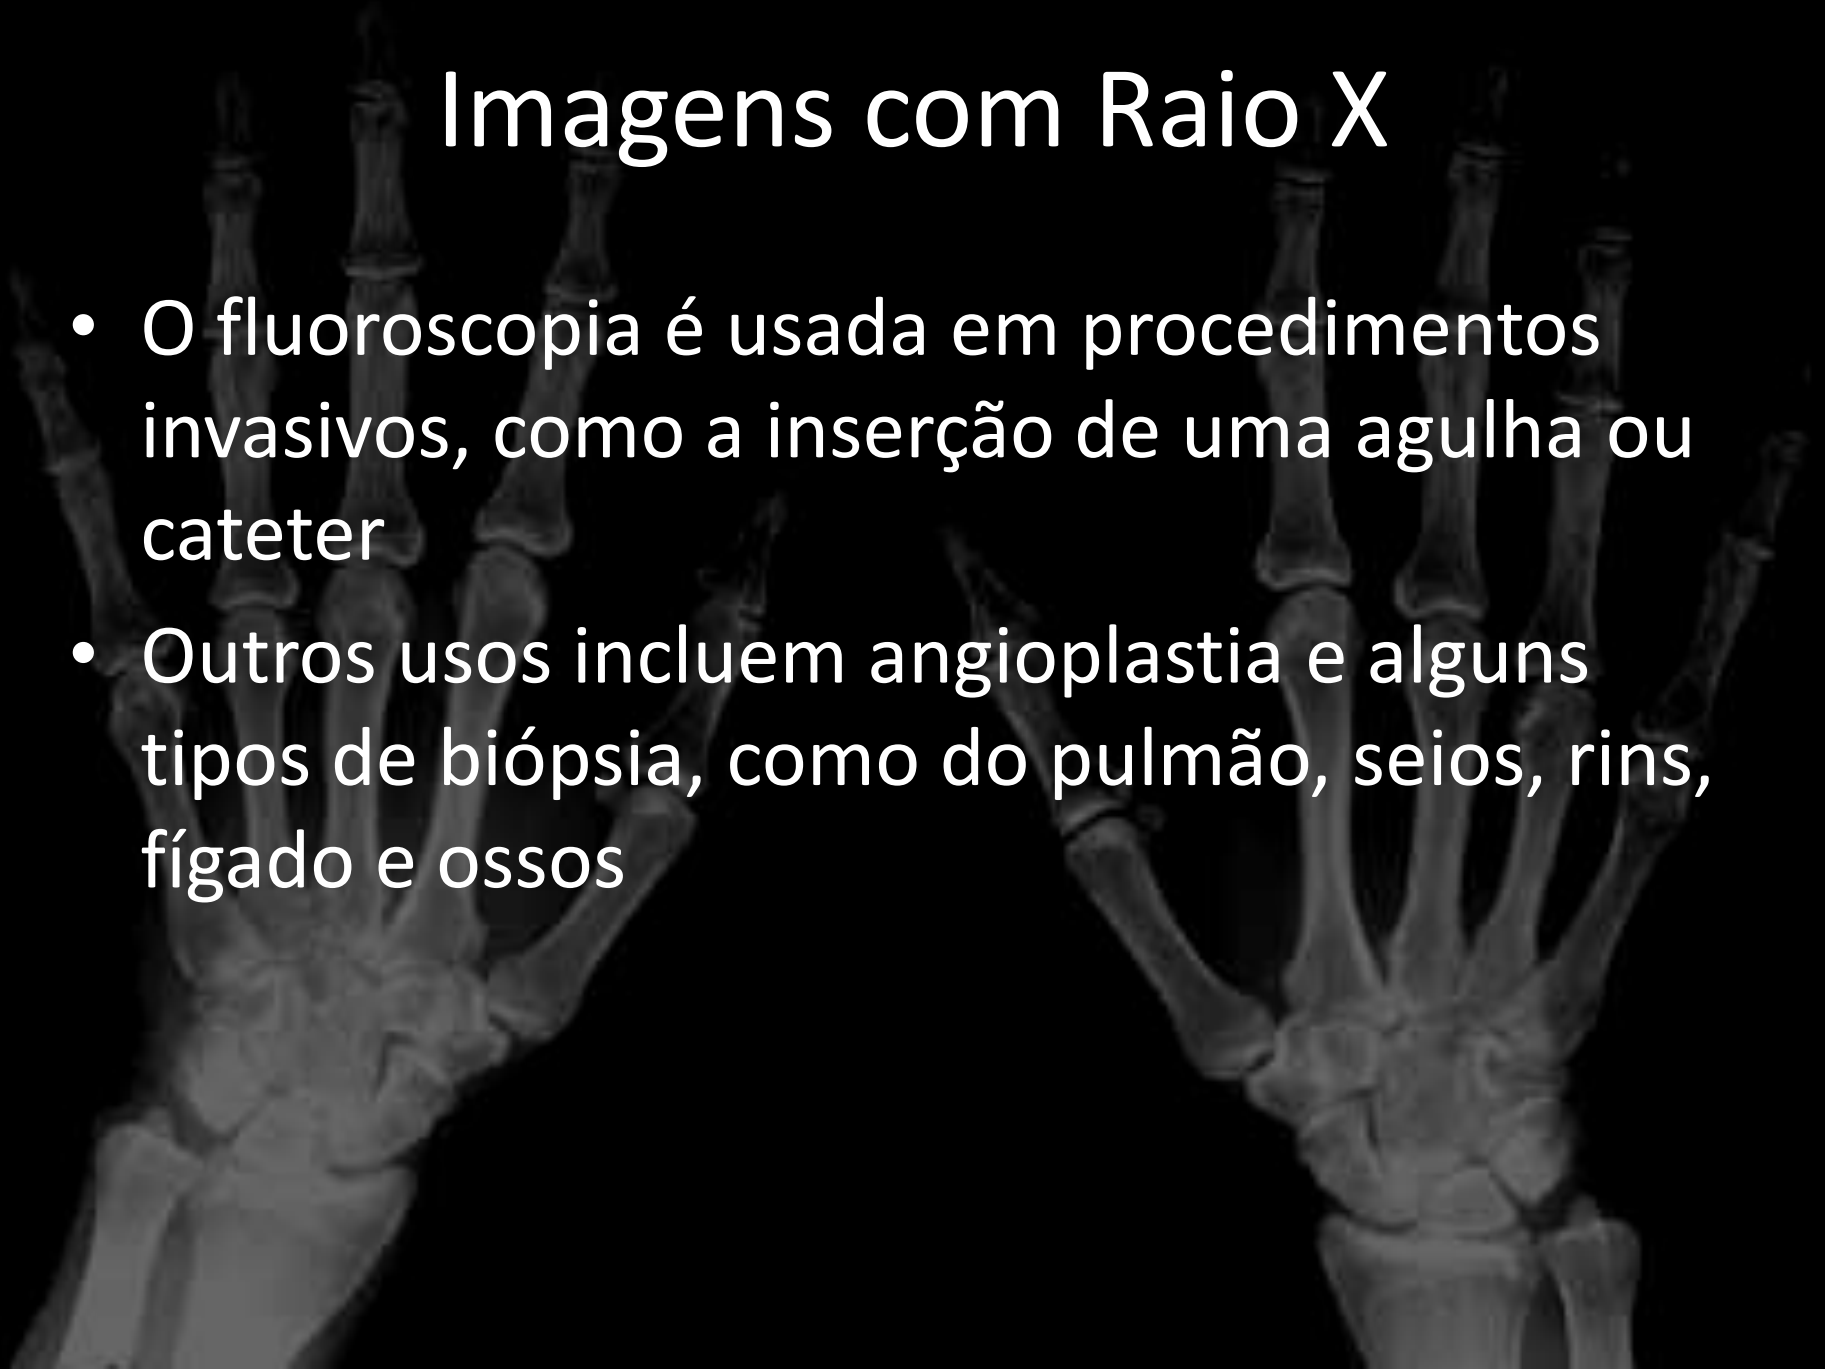 Imagens com Raio X
• O fluoroscopia é usada em procedimentos
invasivos, como a inserção de uma agulha ou
cateter
• Outros usos incluem angioplastia e alguns
tipos de biópsia, como do pulmão, seios, rins,
fígado e ossos